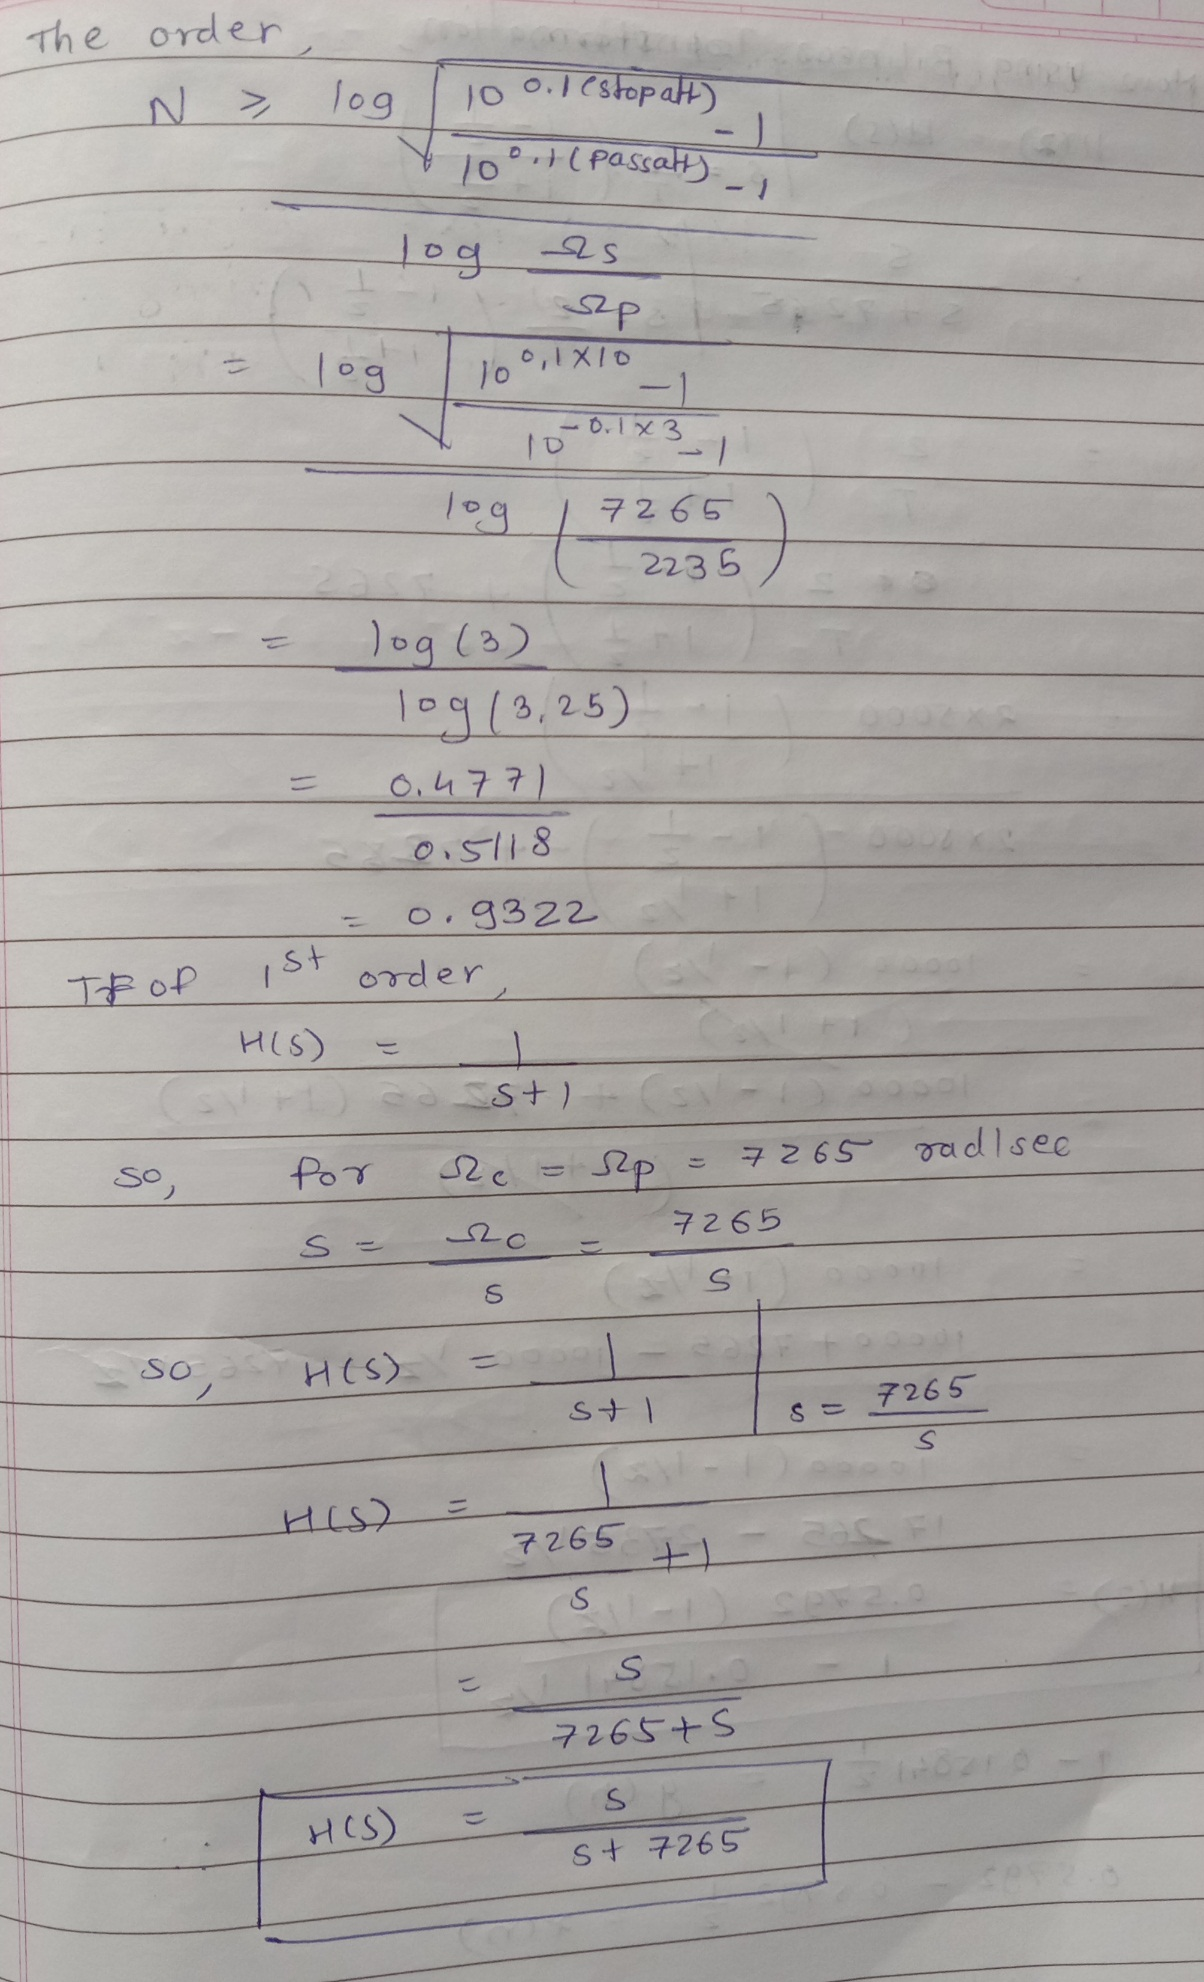 The order,
N ≥ log √( (10^0.1(stopatt) - 1) / (10^0.1(Passatt) - 1) )
log Ωs / Ωp
= log √( (10^0.1×10 - 1) / (10^-0.1×3 - 1) )
log ( 7265 / 2235 )
= log(3)
log(3.25)
= 0.4771
0.5118
= 0.9322
TF of 1st order,
H(s) = 1
s+1
so, for Ωc = Ωp = 7265 rad/sec
s = Ωc / s = 7265 / s
so, H(s) = 1 / (s+1) | s = 7265 / s
H(s) = 1
7265 / s + 1
= s
7265+s
H(s) = s
s + 7265